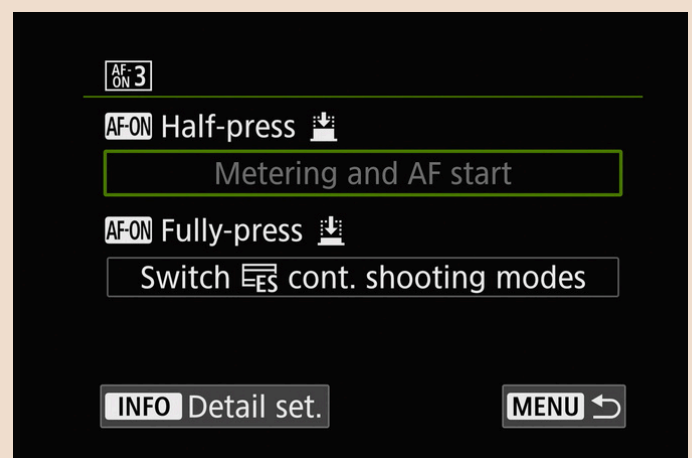 AF-ON 3
AF-ON Half-press
Metering and AF start
AF-ON Fully-press
Switch ES cont. shooting modes
INFO Detail set.
MENU